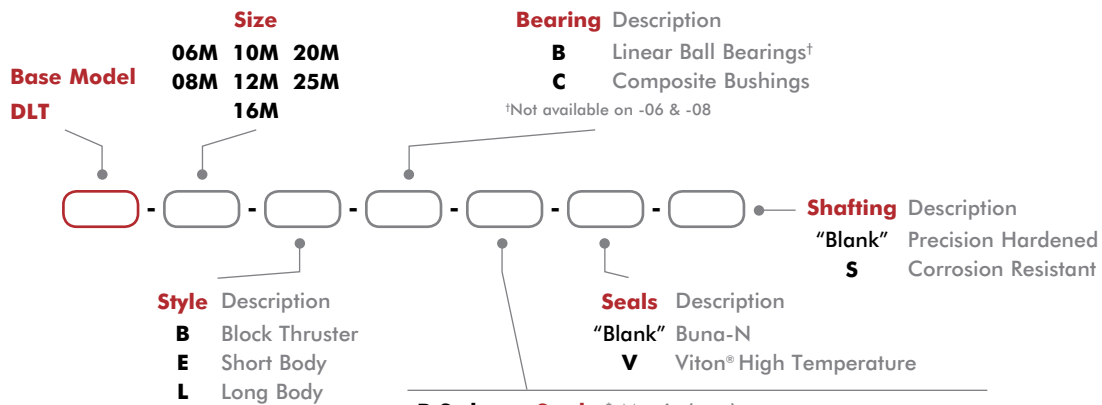 Size
06M 10M 20M
08M 12M 25M
16M
Base Model
DLT
Bearing Description
B Linear Ball Bearings†
C Composite Bushings
†Not available on -06 & -08
- - - - - -
Shafting Description
"Blank" Precision Hardened
S Corrosion Resistant
Style Description
B Block Thruster
E Short Body
L Long Body
Seals Description
"Blank" Buna-N
V Viton® High Temperature